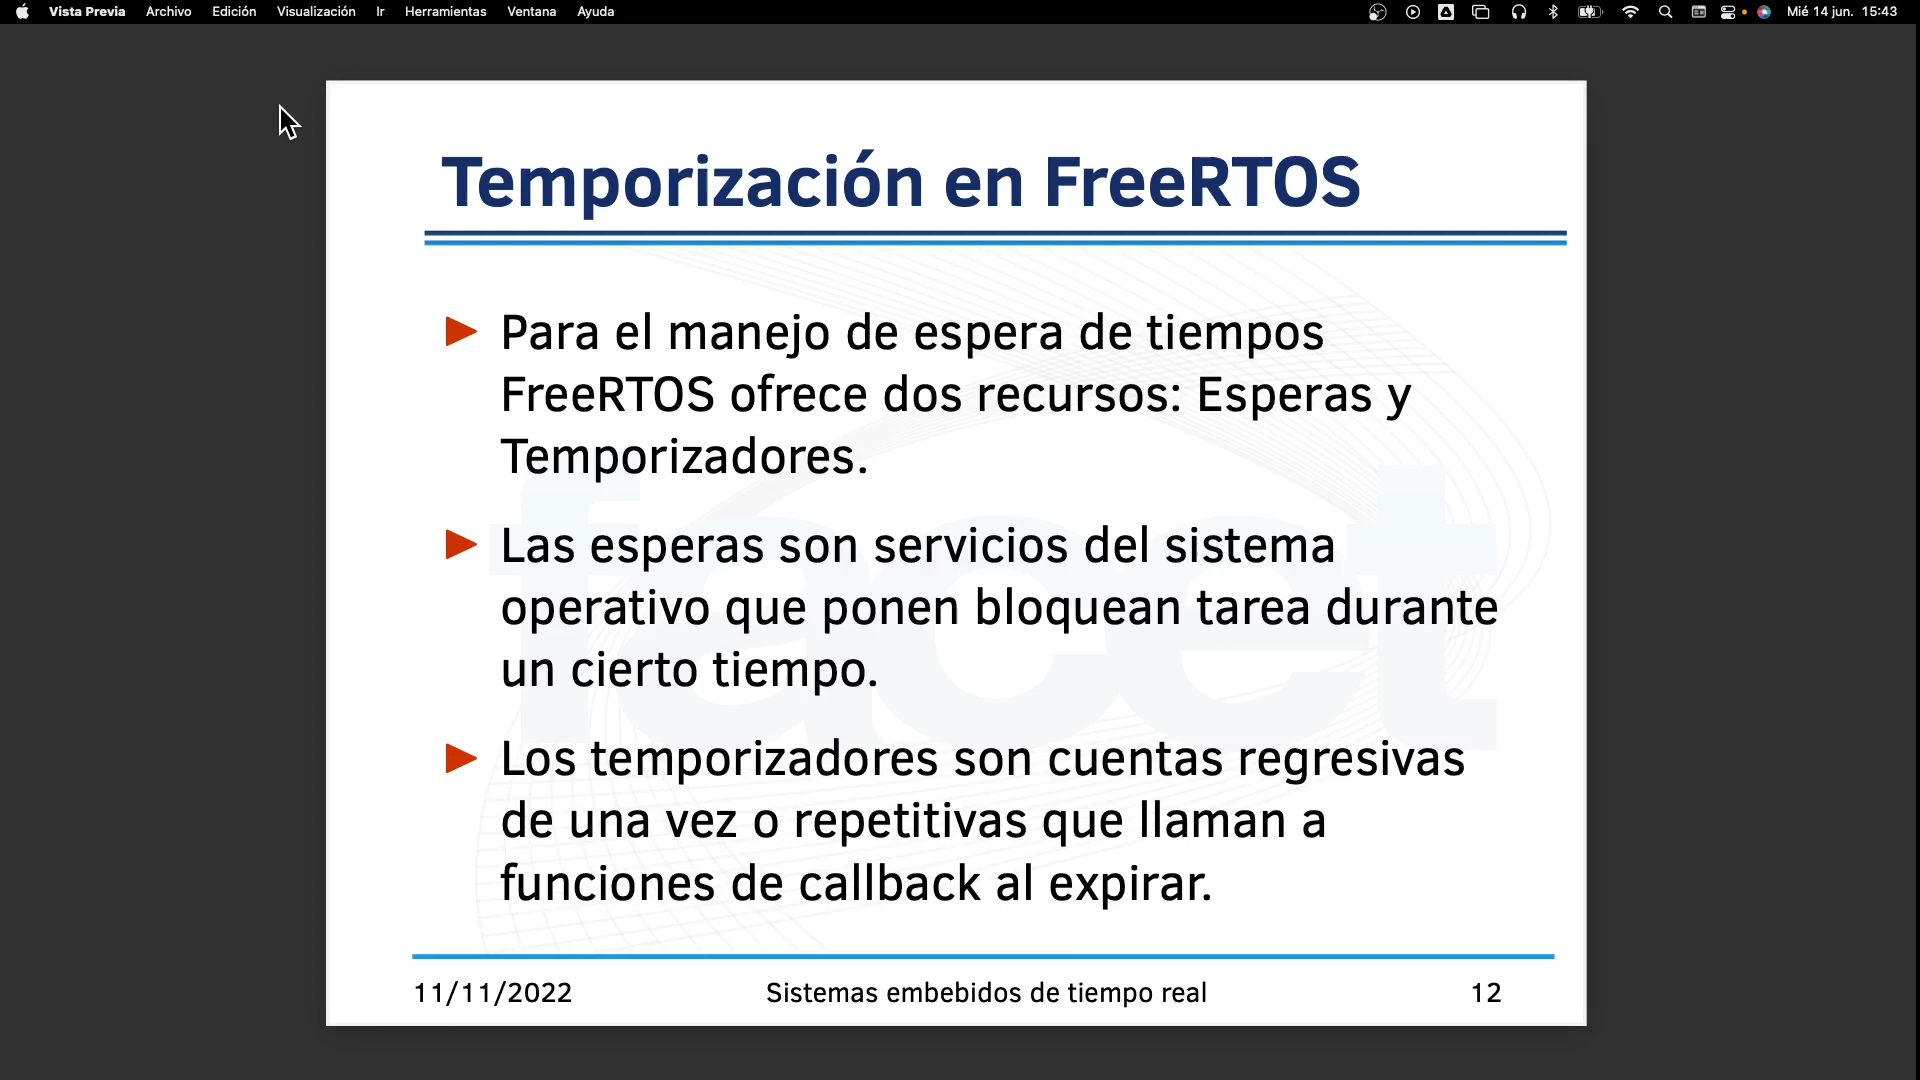 Vista Previa Archivo Edición Visualización Ir Herramientas Ventana Ayuda Mié 14 jun. 15:43
Temporización en FreeRTOS
Para el manejo de espera de tiempos
FreeRTOS ofrece dos recursos: Esperas y
Temporizadores.
Las esperas son servicios del sistema
operativo que ponen bloquean tarea durante
un cierto tiempo.
Los temporizadores son cuentas regresivas
de una vez o repetitivas que llaman a
funciones de callback al expirar.
facet
11/11/2022 Sistemas embebidos de tiempo real 12